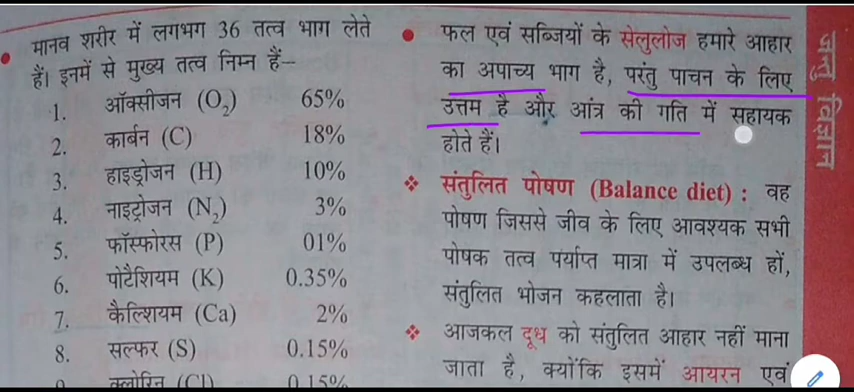 मानव शरीर में लगभग 36 तत्व भाग लेते
हैं। इनमें से मुख्य तत्व निम्न हैं–
1. ऑक्सीजन (O₂) 65%
2. कार्बन (C) 18%
3. हाइड्रोजन (H) 10%
4. नाइट्रोजन (N₂) 3%
5. फॉस्फोरस (P) 01%
6. पोटैशियम (K) 0.35%
7. कैल्शियम (Ca) 2%
8. सल्फर (S) 0.15%
9. क्लोरिन (Cl) 0.15%
फल एवं सब्जियों के सेलुलोज हमारे आहार
का अपाच्य भाग है, परंतु पाचन के लिए
उत्तम है और आंत्र की गति में सहायक
होते हैं।
संतुलित पोषण (Balance diet) : वह
पोषण जिससे जीव के लिए आवश्यक सभी
पोषक तत्व पर्याप्त मात्रा में उपलब्ध हों,
संतुलित भोजन कहलाता है।
आजकल दूध को संतुलित आहार नहीं माना
जाता है, क्योंकि इसमें आयरन एवं
जन्तु विज्ञान